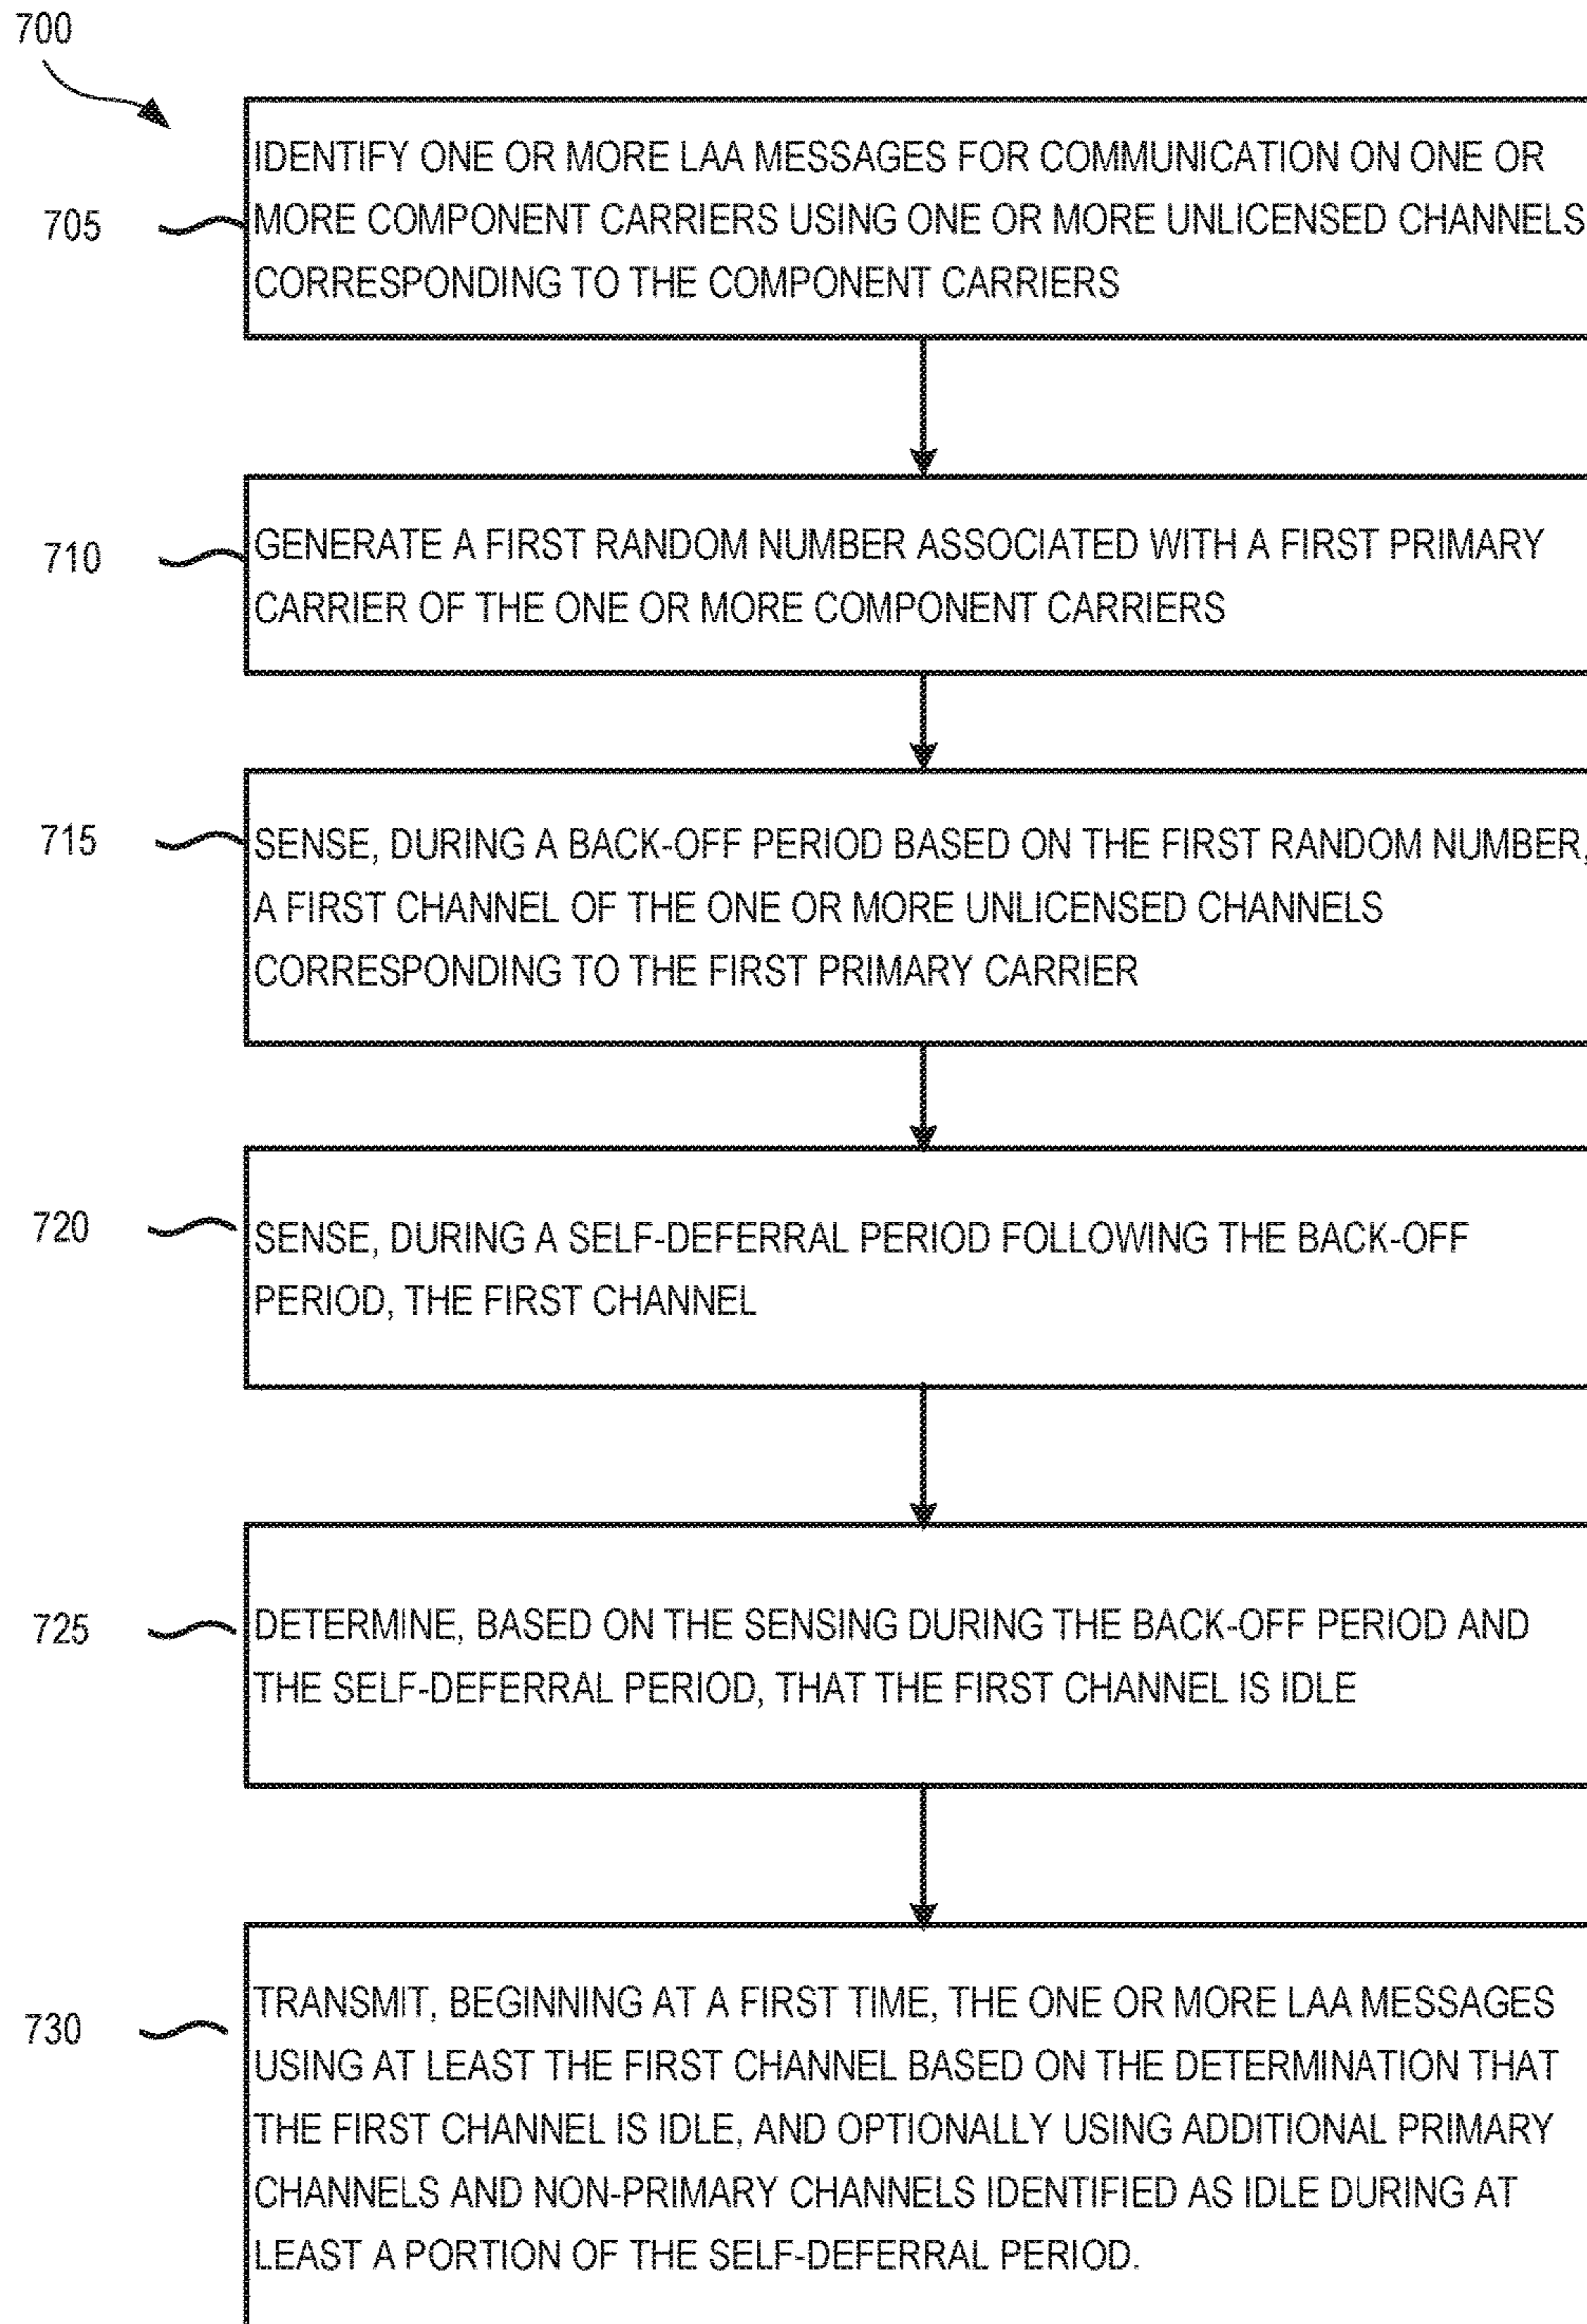 700
705
IDENTIFY ONE OR MORE LAA MESSAGES FOR COMMUNICATION ON ONE OR
MORE COMPONENT CARRIERS USING ONE OR MORE UNLICENSED CHANNELS
CORRESPONDING TO THE COMPONENT CARRIERS
710
GENERATE A FIRST RANDOM NUMBER ASSOCIATED WITH A FIRST PRIMARY
CARRIER OF THE ONE OR MORE COMPONENT CARRIERS
715
SENSE, DURING A BACK-OFF PERIOD BASED ON THE FIRST RANDOM NUMBER,
A FIRST CHANNEL OF THE ONE OR MORE UNLICENSED CHANNELS
CORRESPONDING TO THE FIRST PRIMARY CARRIER
720
SENSE, DURING A SELF-DEFERRAL PERIOD FOLLOWING THE BACK-OFF
PERIOD, THE FIRST CHANNEL
725
DETERMINE, BASED ON THE SENSING DURING THE BACK-OFF PERIOD AND
THE SELF-DEFERRAL PERIOD, THAT THE FIRST CHANNEL IS IDLE
730
TRANSMIT, BEGINNING AT A FIRST TIME, THE ONE OR MORE LAA MESSAGES
USING AT LEAST THE FIRST CHANNEL BASED ON THE DETERMINATION THAT
THE FIRST CHANNEL IS IDLE, AND OPTIONALLY USING ADDITIONAL PRIMARY
CHANNELS AND NON-PRIMARY CHANNELS IDENTIFIED AS IDLE DURING AT
LEAST A PORTION OF THE SELF-DEFERRAL PERIOD.